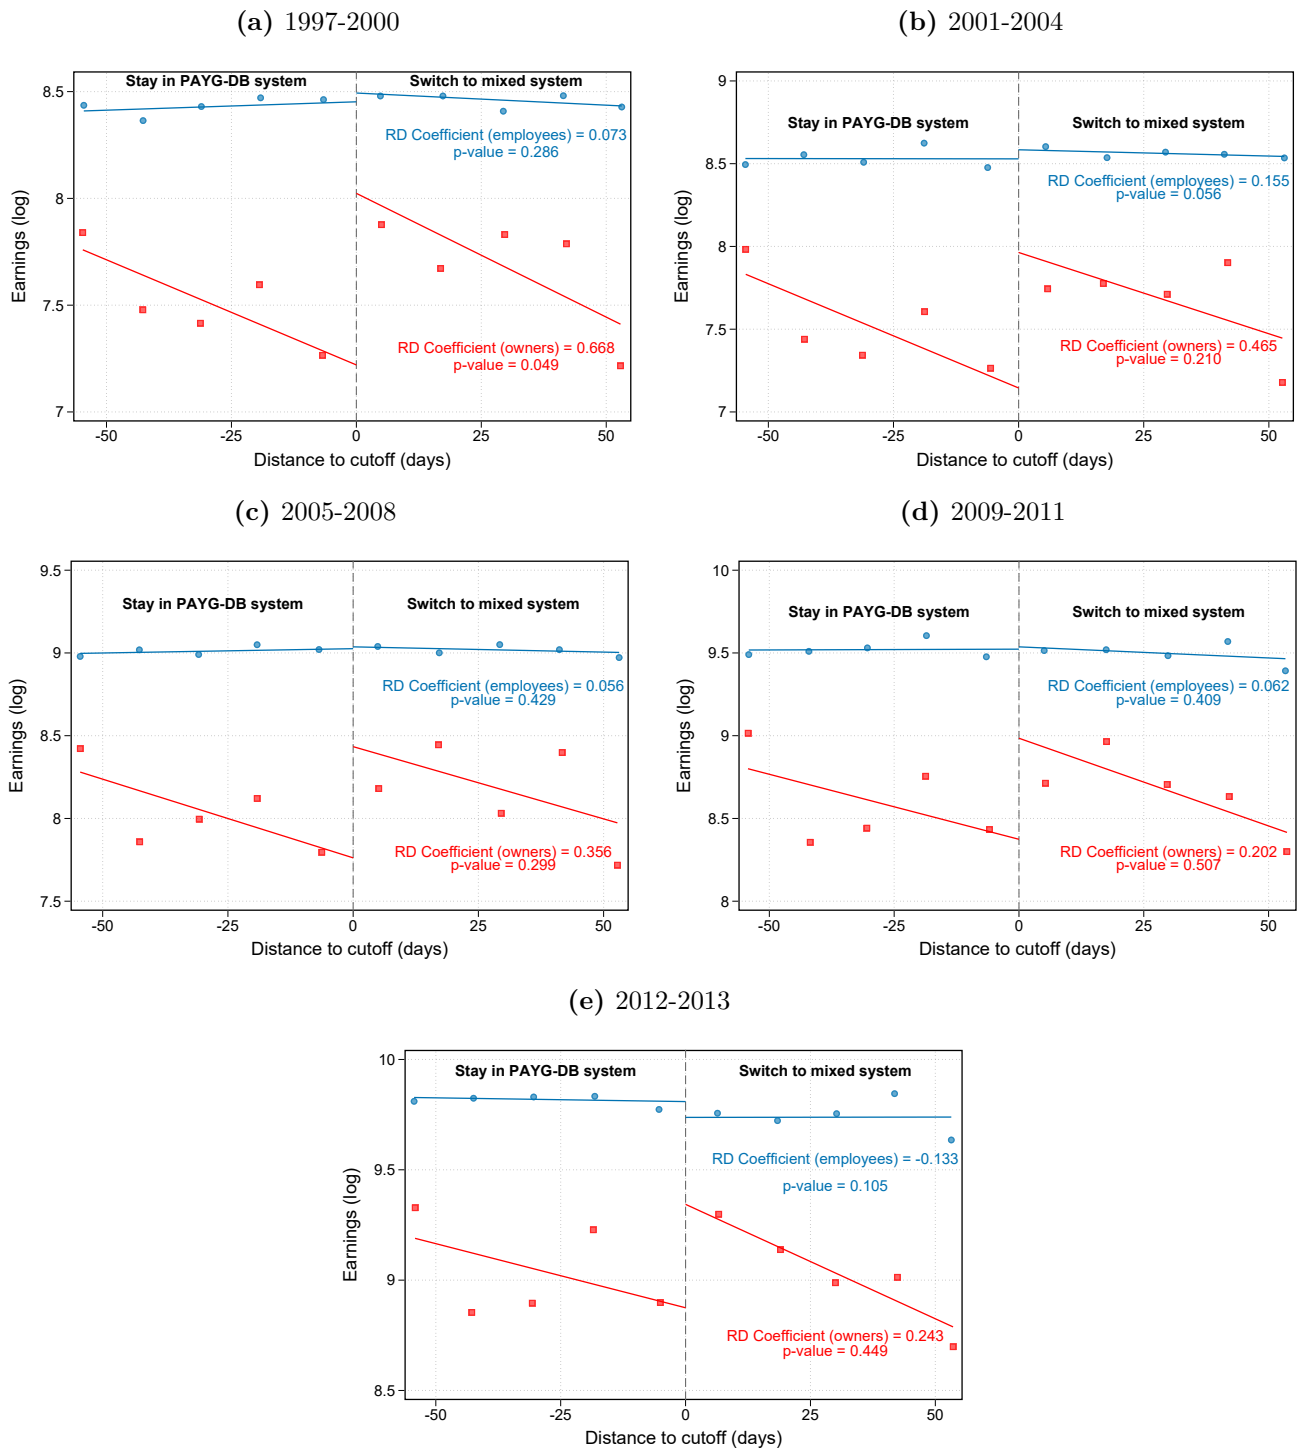 (a) 1997-2000
Stay in PAYG-DB system
Switch to mixed system
RD Coefficient (employees) = 0.073
p-value = 0.286
RD Coefficient (owners) = 0.668
p-value = 0.049
Earnings (log)
8.5
8
7.5
7
-50
-25
0
25
50
Distance to cutoff (days)
(b) 2001-2004
Stay in PAYG-DB system
Switch to mixed system
RD Coefficient (employees) = 0.155
p-value = 0.056
RD Coefficient (owners) = 0.465
p-value = 0.210
Earnings (log)
9
8.5
8
7.5
7
-50
-25
0
25
50
Distance to cutoff (days)
(c) 2005-2008
Stay in PAYG-DB system
Switch to mixed system
RD Coefficient (employees) = 0.056
p-value = 0.429
RD Coefficient (owners) = 0.356
p-value = 0.299
Earnings (log)
9.5
9
8.5
8
7.5
-50
-25
0
25
50
Distance to cutoff (days)
(d) 2009-2011
Stay in PAYG-DB system
Switch to mixed system
RD Coefficient (employees) = 0.062
p-value = 0.409
RD Coefficient (owners) = 0.202
p-value = 0.507
Earnings (log)
10
9.5
9
8.5
8
-50
-25
0
25
50
Distance to cutoff (days)
(e) 2012-2013
Stay in PAYG-DB system
Switch to mixed system
RD Coefficient (employees) = -0.133
p-value = 0.105
RD Coefficient (owners) = 0.243
p-value = 0.449
Earnings (log)
10
9.5
9
8.5
-50
-25
0
25
50
Distance to cutoff (days)